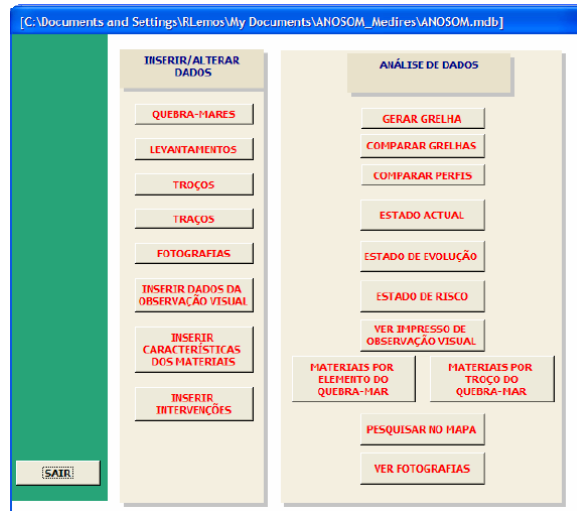 [C:\Documents and Settings\RLemos\My Documents\ANOSOM_Medires\ANOSOM.mdb]
INSERIR/ALTERAR
DADOS
QUEBRA-MARES
LEVANTAMENTOS
TROÇOS
TRAÇOS
FOTOGRAFIAS
INSERIR DADOS DA
OBSERVAÇÃO VISUAL
INSERIR
CARACTERÍSTICAS
DOS MATERIAIS
INSERIR
INTERVENÇÕES
ANÁLISE DE DADOS
GERAR GRELHA
COMPARAR GRELHAS
COMPARAR PERFIS
ESTADO ACTUAL
ESTADO DE EVOLUÇÃO
ESTADO DE RISCO
VER IMPRESSO DE
OBSERVAÇÃO VISUAL
MATERIAIS POR
ELEMENTO DO
QUEBRA-MAR
MATERIAIS POR
TROÇO DO
QUEBRA-MAR
PESQUISAR NO MAPA
VER FOTOGRAFIAS
SAIR